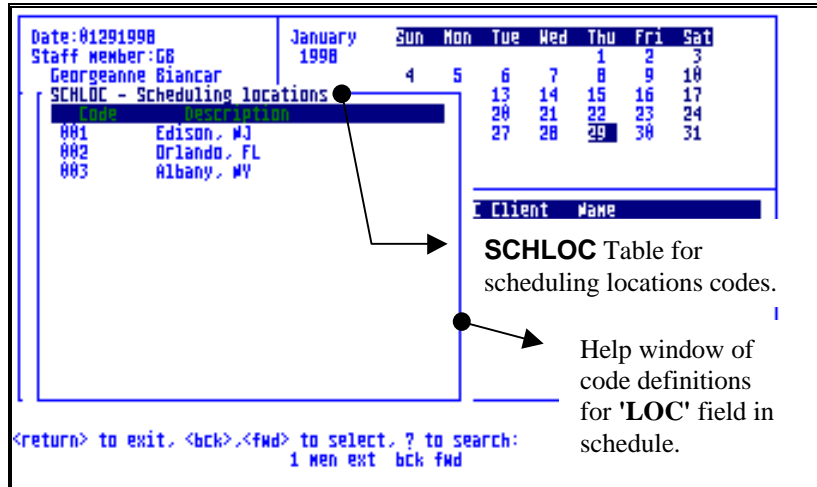 Date:01291998
Staff member:GB
Georgeanne Biancar
January
1998
Sun Mon Tue Wed Thu Fri Sat
1 2 3
4 5 6 7 8 9 10
13 14 15 16 17
20 21 22 23 24
27 28 29 30 31
SCHLOC - Scheduling locations
Code Description
001 Edison, NJ
002 Orlando, FL
003 Albany, NY
C Client Name
SCHLOC Table for
scheduling locations codes.
Help window of
code definitions
for 'LOC' field in
schedule.
<return> to exit, <bck>,<fwd> to select, ? to search:
1 men ext bck fwd